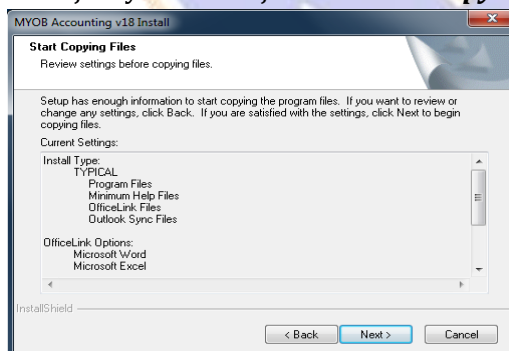 MYOB Accounting v18 Install
Start Copying Files
Review settings before copying files.
Setup has enough information to start copying the program files. If you want to review or
change any settings, click Back. If you are satisfied with the settings, click Next to begin
copying files.
Current Settings:
Install Type:
TYPICAL
Program Files
Minimum Help Files
OfficeLink Files
Outlook Sync Files
OfficeLink Options:
Microsoft Word
Microsoft Excel
InstallShield
< Back Next > Cancel